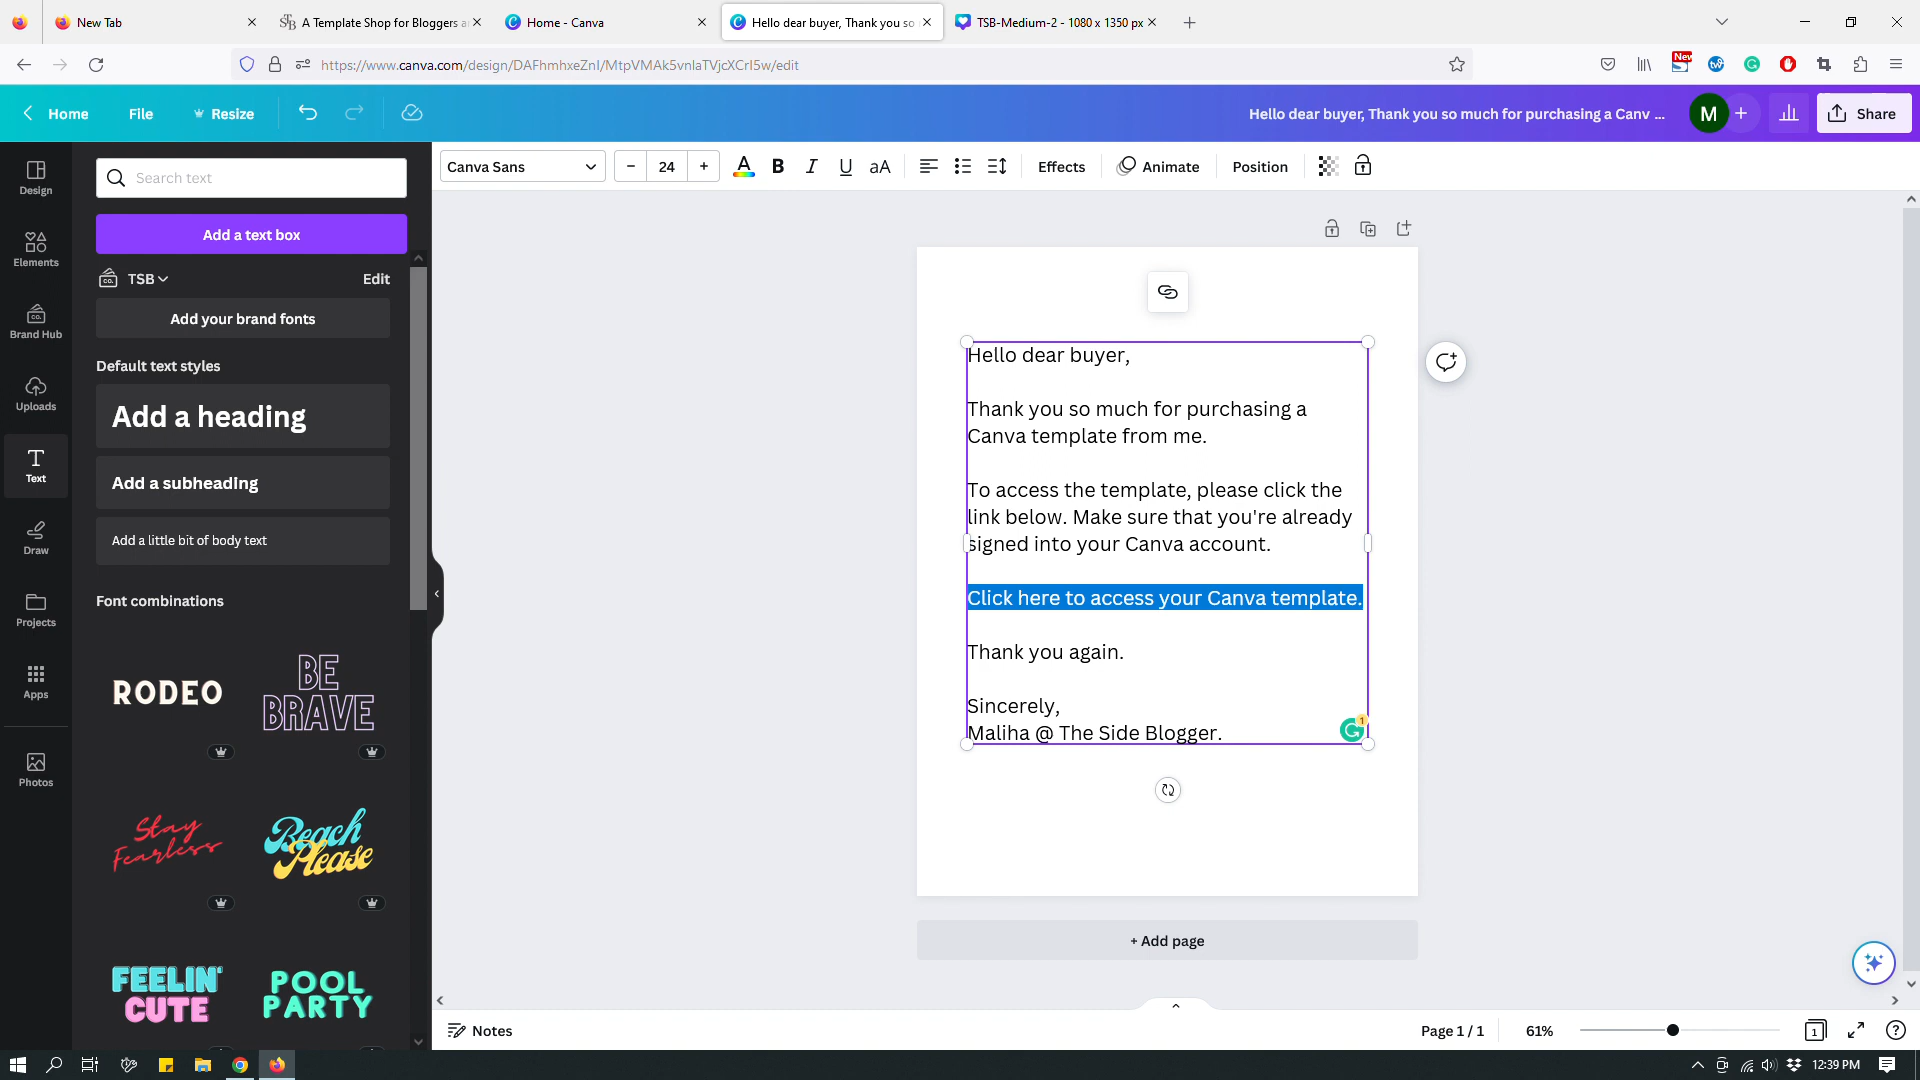 New Tab
A Template Shop for Bloggers a
Home - Canva
Hello dear buyer, Thank you so
TSB-Medium-2 - 1080 x 1350 px
https://www.canva.com/design/DAFhmhxeZnI/MtpVMAk5vnlaTVjcXCrI5w/edit
New
Home
File
Resize
Hello dear buyer, Thank you so much for purchasing a Canv ...
M
Share
Canva Sans
24
A
B
I
U
aA
Effects
Animate
Position
Design
Elements
Brand Hub
Uploads
Text
Draw
Projects
Apps
Photos
Search text
Add a text box
TSB
Edit
Add your brand fonts
Default text styles
Add a heading
Add a subheading
Add a little bit of body text
Font combinations
RODEO
BE
BRAVE
Stay
Fearless
Beach
Please
FEELIN'
CUTE
POOL
PARTY
Hello dear buyer,
Thank you so much for purchasing a
Canva template from me.
To access the template, please click the
link below. Make sure that you're already
signed into your Canva account.
Click here to access your Canva template.
Thank you again.
Sincerely,
Maliha @ The Side Blogger.
1
+ Add page
Notes
Page 1 / 1
61%
1
12:39 PM